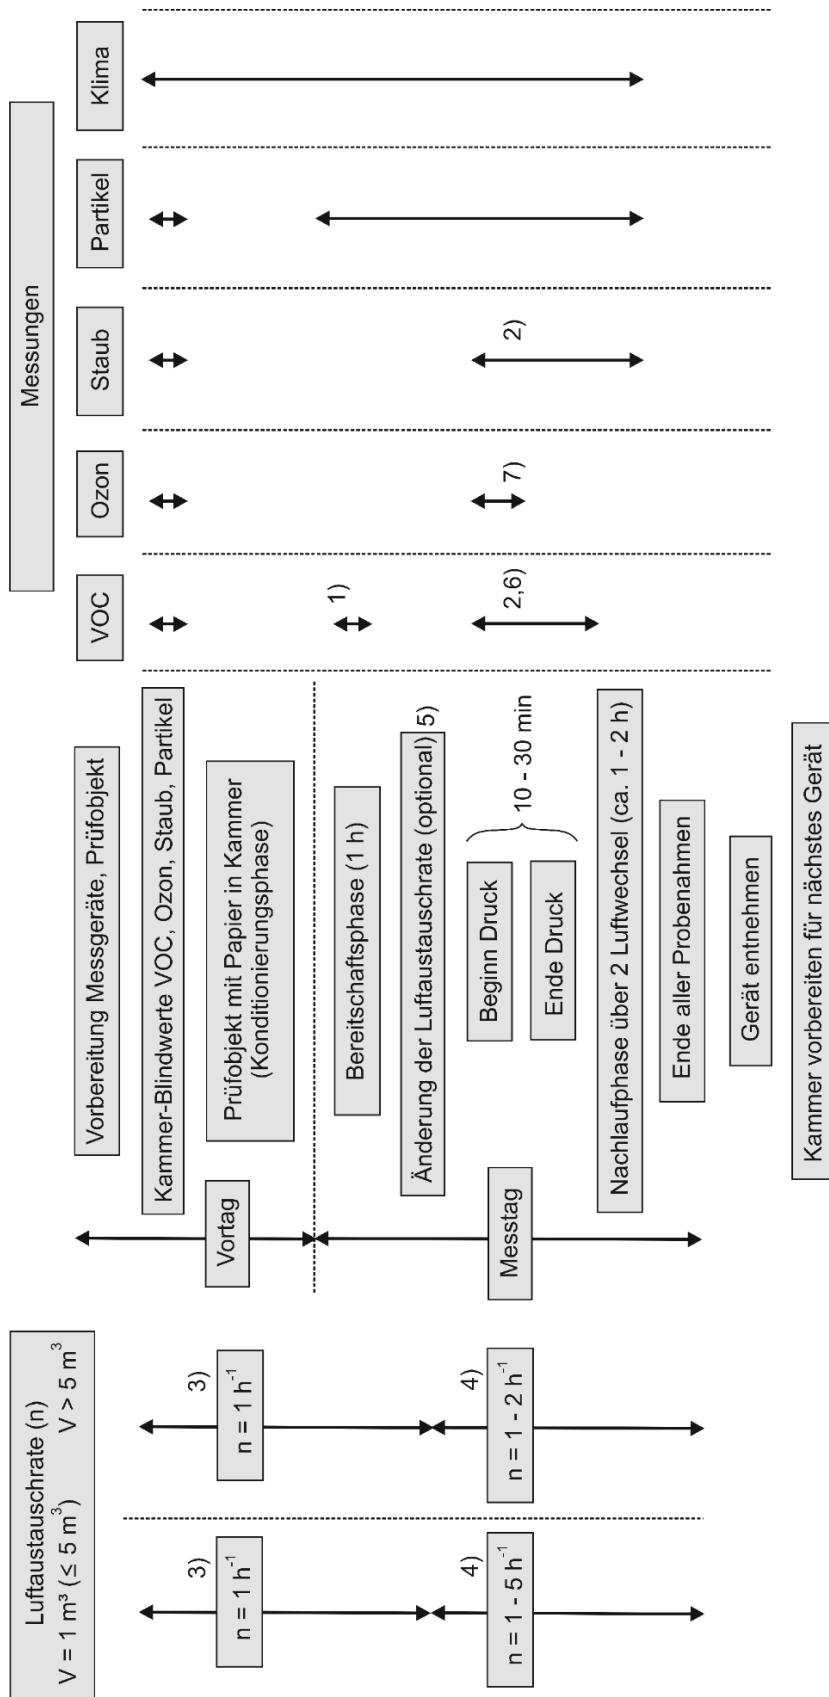 Luftaustauschrate (n)
V = 1 m³ (≤ 5 m³)
V > 5 m³
3)
n = 1 h⁻¹
3)
n = 1 h⁻¹
4)
n = 1 - 5 h⁻¹
4)
n = 1 - 2 h⁻¹
Vortag
Messtag
Vorbereitung Messgeräte, Prüfobjekt
Kammer-Blindwerte VOC, Ozon, Staub, Partikel
Prüfobjekt mit Papier in Kammer
(Konditionierungsphase)
Bereitschaftsphase (1 h)
Änderung der Luftaustauschrate (optional) 5)
Beginn Druck
Ende Druck
10 - 30 min
Nachlaufphase über 2 Luftwechsel (ca. 1 - 2 h)
Ende aller Probenahmen
Gerät entnehmen
Kammer vorbereiten für nächstes Gerät
Messungen
VOC
Ozon
Staub
Partikel
Klima
1)
2,6)
7)
2)